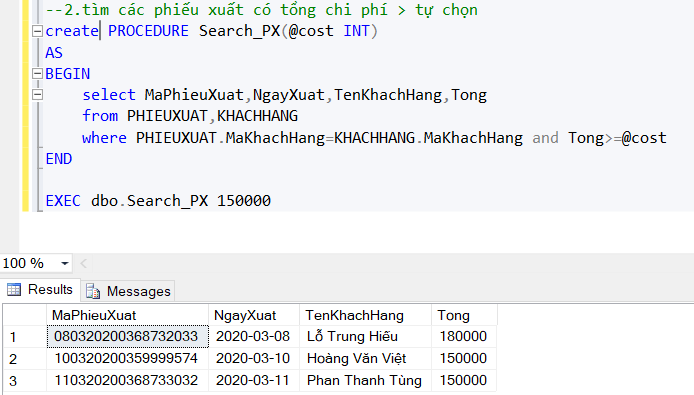 --2.tìm các phiếu xuất có tổng chi phí > tự chọn
create PROCEDURE Search_PX(@cost INT)
AS
BEGIN
select MaPhieuXuat,NgayXuat,TenKhachHang,Tong
from PHIEUXUAT,KHACHHANG
where PHIEUXUAT.MaKhachHang=KHACHHANG.MaKhachHang and Tong>=@cost
END
EXEC dbo.Search_PX 150000
100 %
Results Messages
MaPhieuXuat NgayXuat TenKhachHang Tong
1 080320200368732033 2020-03-08 Lỗ Trung Hiếu 180000
2 100320200359999574 2020-03-10 Hoàng Văn Việt 150000
3 110320200368733032 2020-03-11 Phan Thanh Tùng 150000